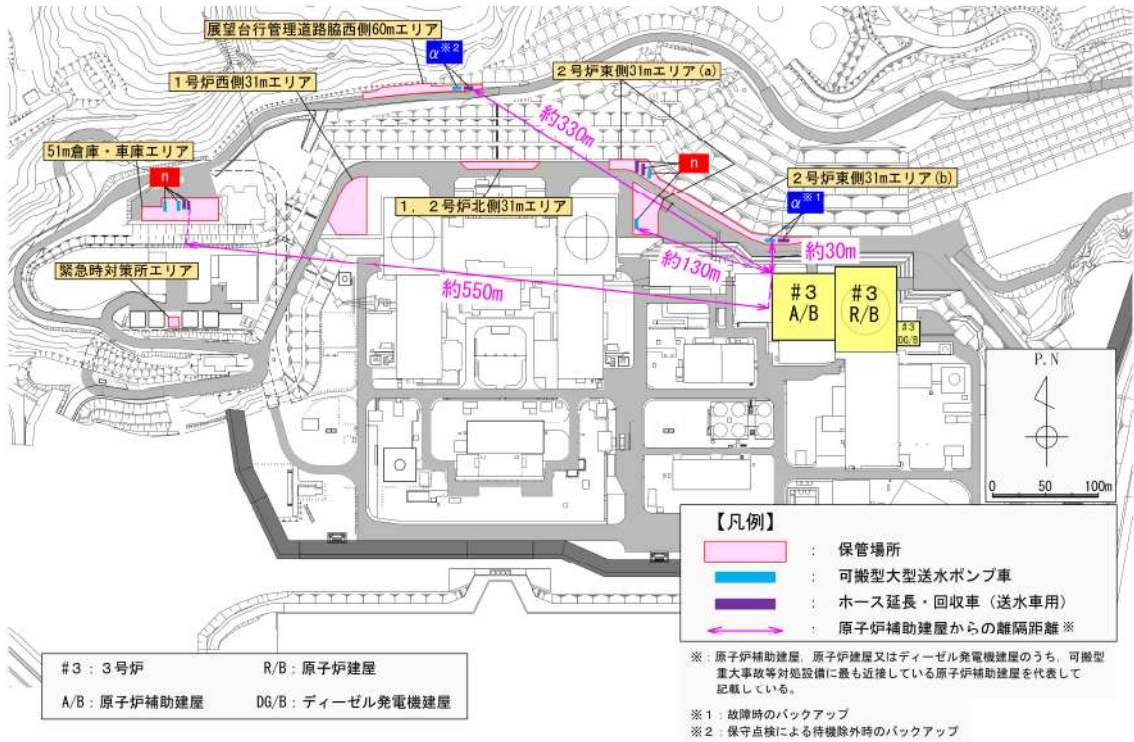 展望台行管理道路脇西側60mエリア
α※2
1号炉西側31mエリア
2号炉東側31mエリア(a)
約330m
51m倉庫・車庫エリア
n
n
2号炉東側31mエリア(b)
α※1
1，2号炉北側31mエリア
約30m
約130m
緊急時対策所エリア
約550m
#3
A/B
#3
R/B
#3
DG/B
P.N
0 50 100m
【凡例】
： 保管場所
： 可搬型大型送水ポンプ車
： ホース延長・回収車（送水車用）
： 原子炉補助建屋からの離隔距離※
#3：3号炉 R/B：原子炉建屋
A/B：原子炉補助建屋 DG/B：ディーゼル発電機建屋
※：原子炉補助建屋，原子炉建屋又はディーゼル発電機建屋のうち，可搬型
重大事故等対処設備に最も近接している原子炉補助建屋を代表して
記載している。
※1：故障時のバックアップ
※2：保守点検による待機除外時のバックアップ